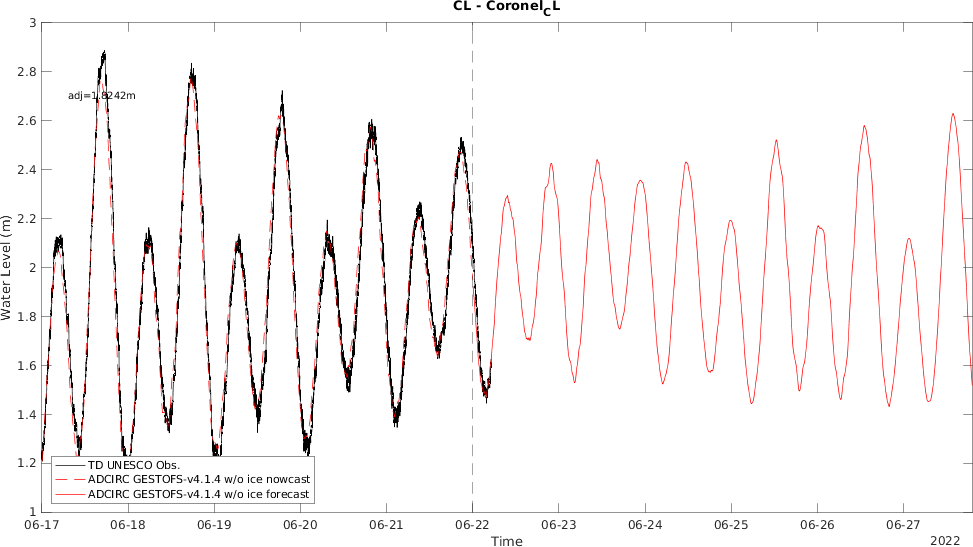 CL - Coronel_CL
3
2.8
adj=1.8242m
2.6
2.4
2.2
2
1.8
1.6
1.4
1.2
1
Water Level (m)
TD UNESCO Obs.
ADCIRC GESTOFS-v4.1.4 w/o ice nowcast
ADCIRC GESTOFS-v4.1.4 w/o ice forecast
06-17 06-18 06-19 06-20 06-21 06-22 06-23 06-24 06-25 06-26 06-27
Time
2022